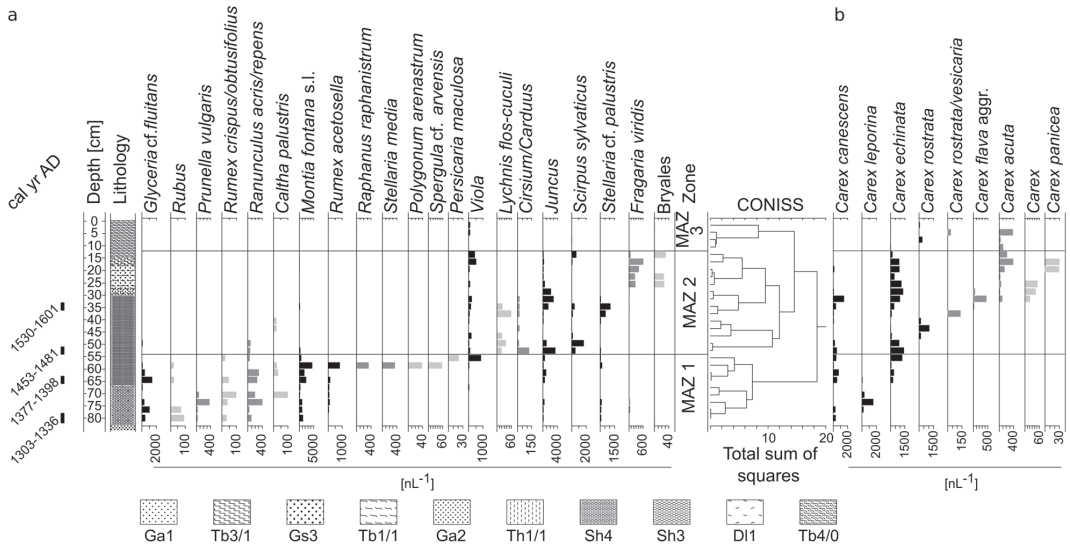 a
b
cal yr AD
Depth [cm]
Lithology
Glyceria cf.fluitans
Rubus
Prunella vulgaris
Rumex crispus/obtusifolius
Ranunculus acris/repens
Caltha palustris
Montia fontana s.l.
Rumex acetosella
Raphanus raphanistrum
Stellaria media
Polygonum arenastrum
Spergula cf. arvensis
Persicaria maculosa
Viola
Lychnis flos-cuculi
Cirsium/Carduus
Juncus
Scirpus sylvaticus
Stellaria cf. palustris
Fragaria viridis
Bryales
Zone
CONISS
Carex canescens
Carex leporina
Carex echinata
Carex rostrata
Carex rostrata/vesicaria
Carex flava aggr.
Carex acuta
Carex
Carex panicea
0
5
10
15
20
25
30
35
40
45
50
55
60
65
70
75
80
1530-1601
1453-1481
1377-1398
1303-1336
MAZ 3
MAZ 2
MAZ 1
2000
100
400
100
400
100
5000
1000
400
400
40
60
30
1000
60
150
4000
2000
1500
600
40
10
20
2000
2000
1500
1500
150
500
400
60
30
Total sum of
squares
[nL-1]
[nL-1]
Ga1
Tb3/1
Gs3
Tb1/1
Ga2
Th1/1
Sh4
Sh3
Dl1
Tb4/0